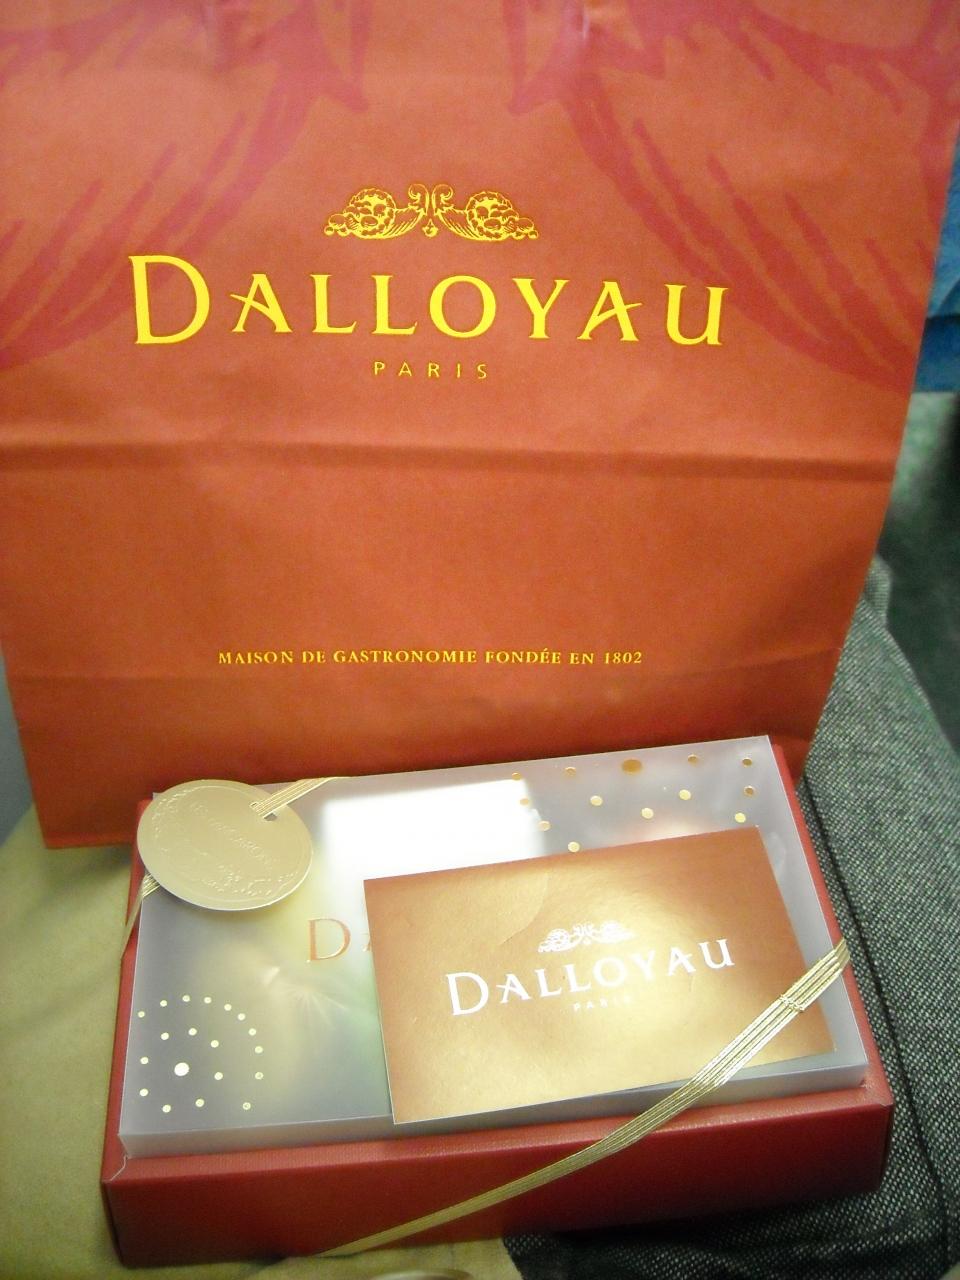 DALLOYAU
PARIS
MAISON DE GASTRONOMIE FONDÉE EN 1802
D
DALLOYAU
PARIS